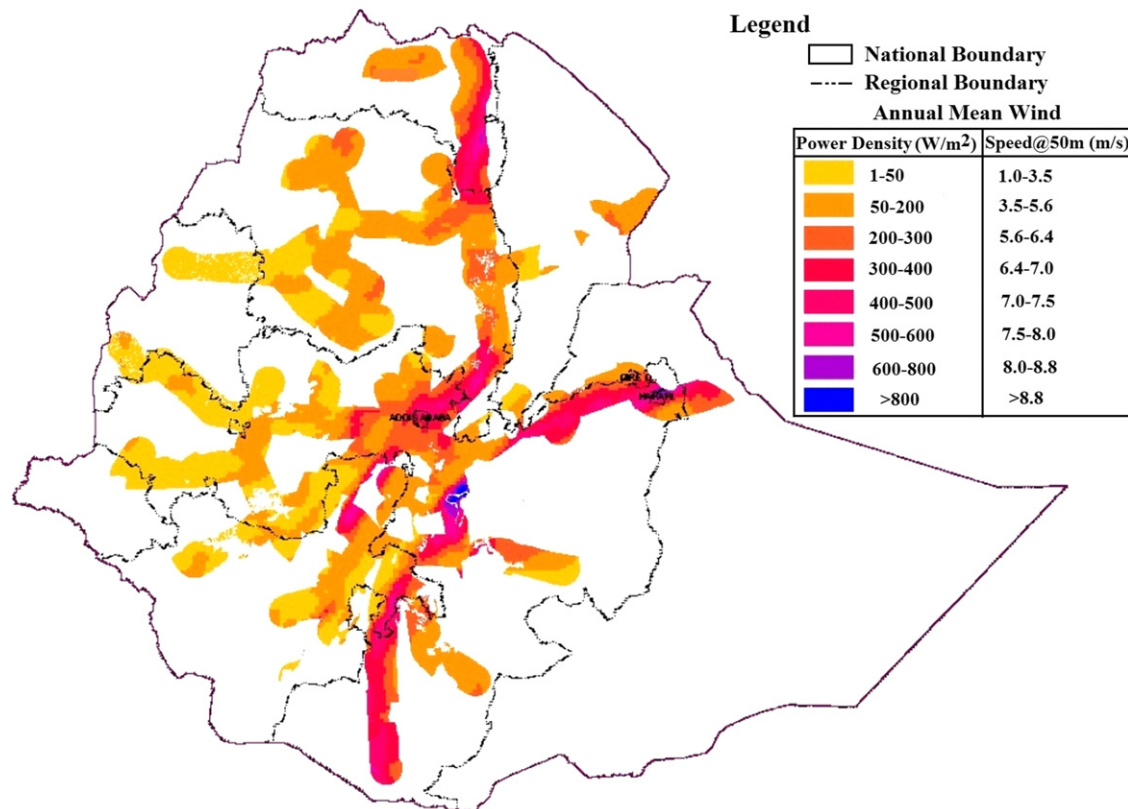 Legend
National Boundary
Regional Boundary
Annual Mean Wind
Power Density (W/m²) Speed@50m (m/s)
1-50 1.0-3.5
50-200 3.5-5.6
200-300 5.6-6.4
300-400 6.4-7.0
400-500 7.0-7.5
500-600 7.5-8.0
600-800 8.0-8.8
>800 >8.8
ADDIS ABABA